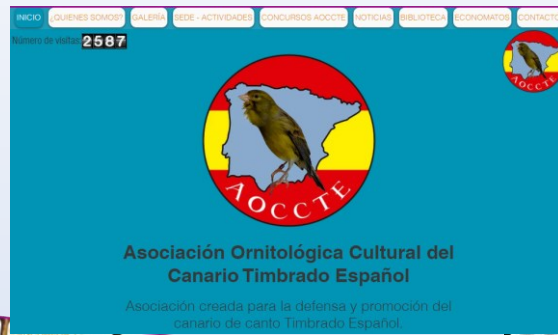 INICIO ¿QUIENES SOMOS? GALERÍA SEDE - ACTIVIDADES CONCURSOS AOCCTE NOTICIAS BIBLIOTECA ECONOMATOS CONTACTO
Número de visitas: 2587
AOCCTE
AOCCTE
Asociación Ornitológica Cultural del
Canario Timbrado Español
Asociación creada para la defensa y promoción del
canario de canto Timbrado Español.